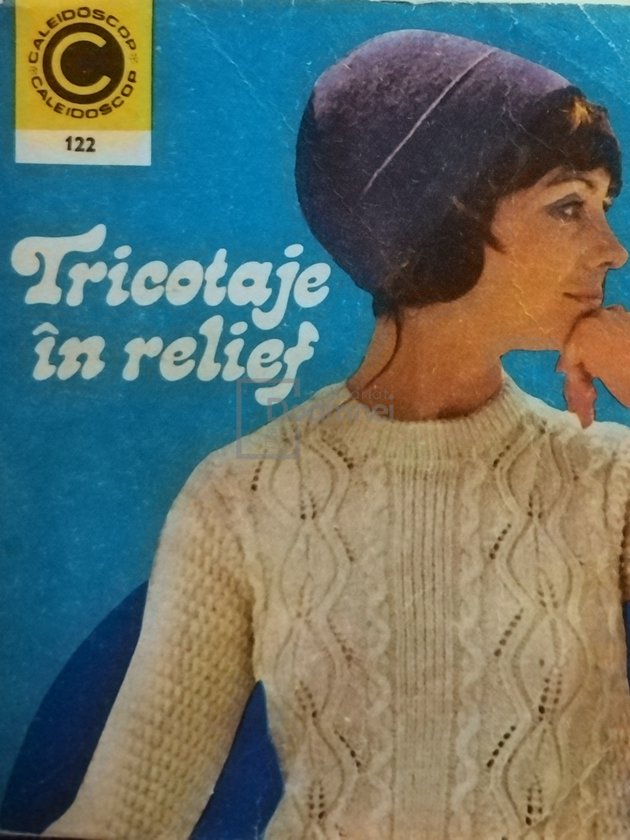 CALEIDOSCOP
CALEIDOSCOP
122
Tricotaje
în relief